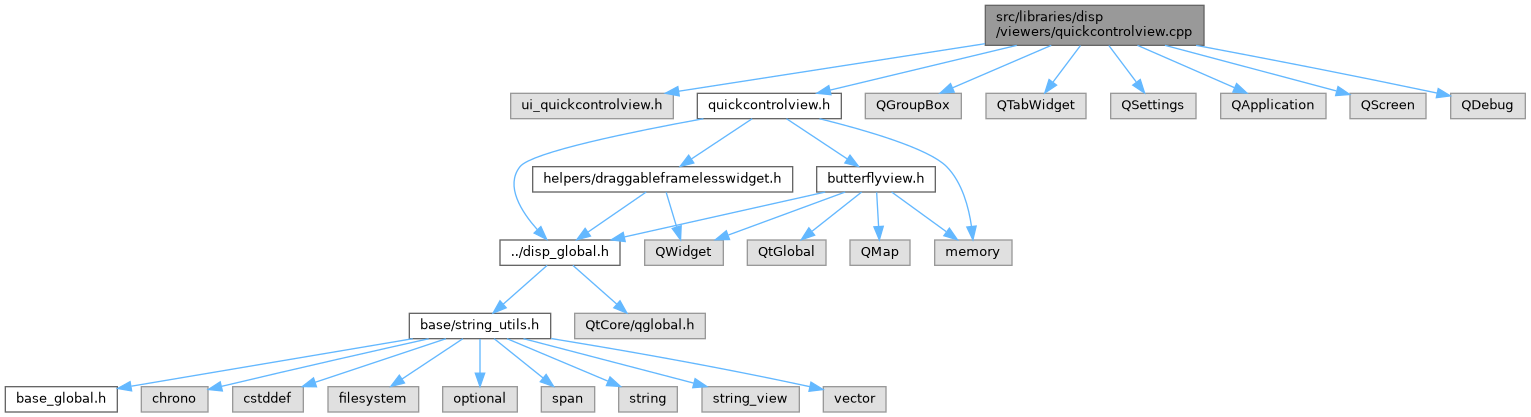 src/libraries/disp
/viewers/quickcontrolview.cpp
ui_quickcontrolview.h
quickcontrolview.h
QGroupBox
QTabWidget
QSettings
QApplication
QScreen
QDebug
helpers/draggableframelesswidget.h
butterflyview.h
../disp_global.h
QWidget
QtGlobal
QMap
memory
base/string_utils.h
QtCore/qglobal.h
base_global.h
chrono
cstddef
filesystem
optional
span
string
string_view
vector